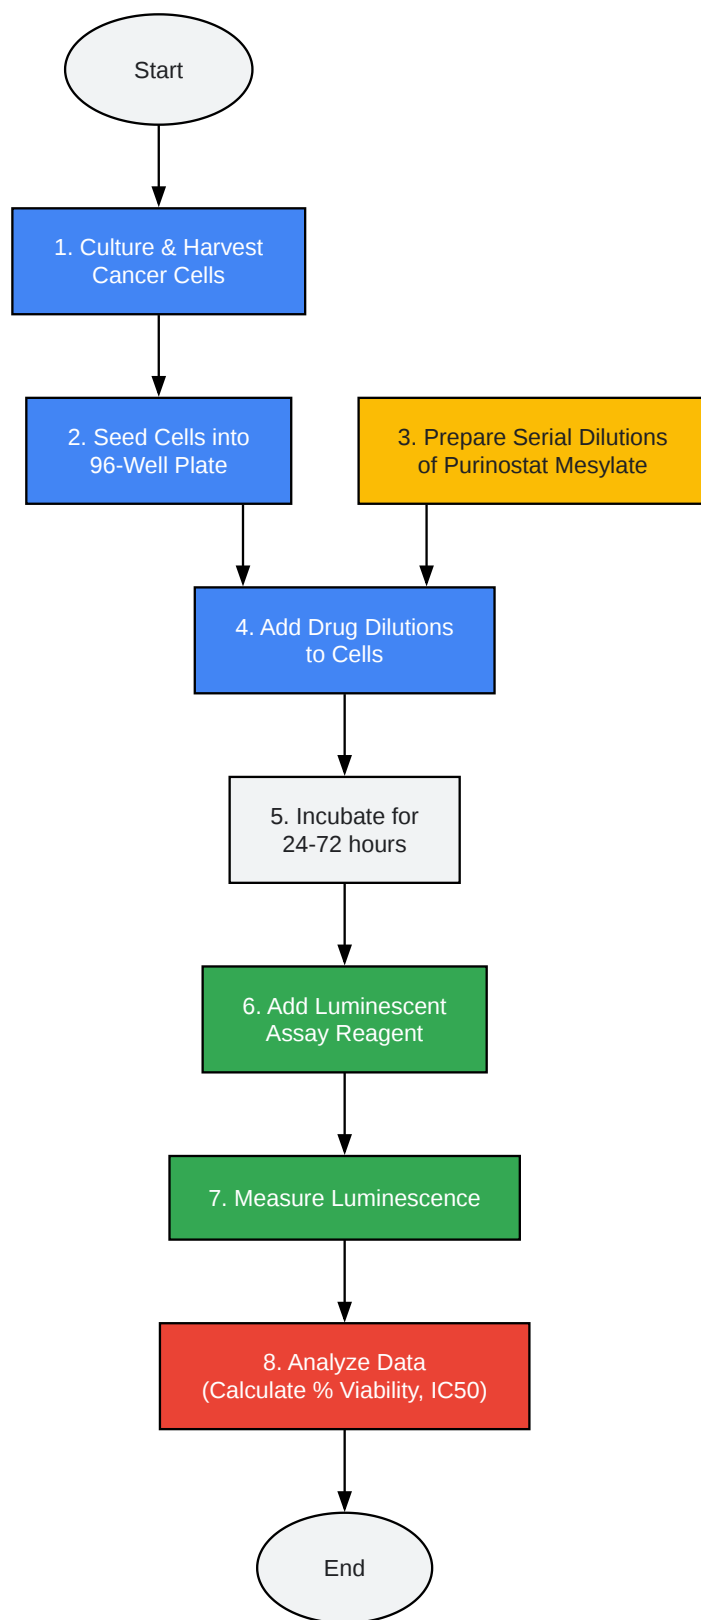 Start
1. Culture & Harvest
Cancer Cells
2. Seed Cells into
96-Well Plate
3. Prepare Serial Dilutions
of Purinostat Mesylate
4. Add Drug Dilutions
to Cells
5. Incubate for
24-72 hours
6. Add Luminescent
Assay Reagent
7. Measure Luminescence
8. Analyze Data
(Calculate % Viability, IC50)
End